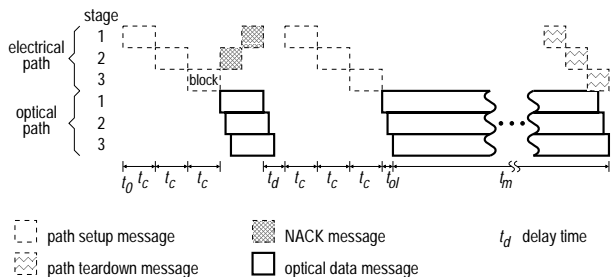 stage
electrical path
1
2
3
block
optical path
1
2
3
t0 tc tc tc td tc tc tc tol tm
path setup message
NACK message
td delay time
path teardown message
optical data message